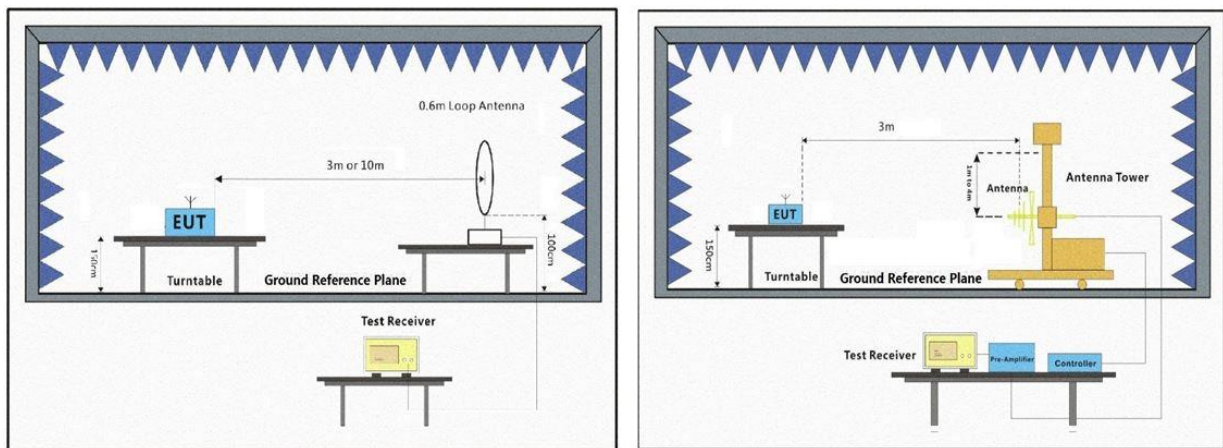 0.6m Loop Antenna
3m or 10m
EUT
100cm
Turntable
Ground Reference Plane
Test Receiver
3m
1m to 4m
Antenna
Antenna Tower
EUT
150cm
Turntable
Ground Reference Plane
Test Receiver
Pre-Amplifier
Controller